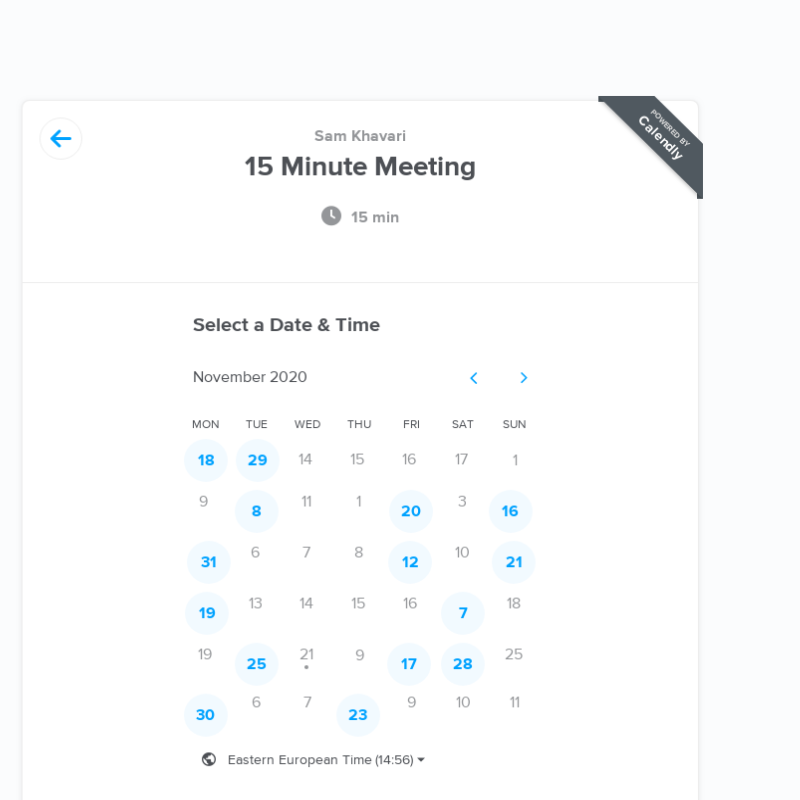 POWERED BY
Calendly
Sam Khavari
15 Minute Meeting
15 min
Select a Date & Time
November 2020
MON TUE WED THU FRI SAT SUN
18 29 14 15 16 17 1
9 8 11 1 20 3 16
31 6 7 8 12 10 21
19 13 14 15 16 7 18
19 25 21 9 17 28 25
30 6 7 23 9 10 11
Eastern European Time (14:56)